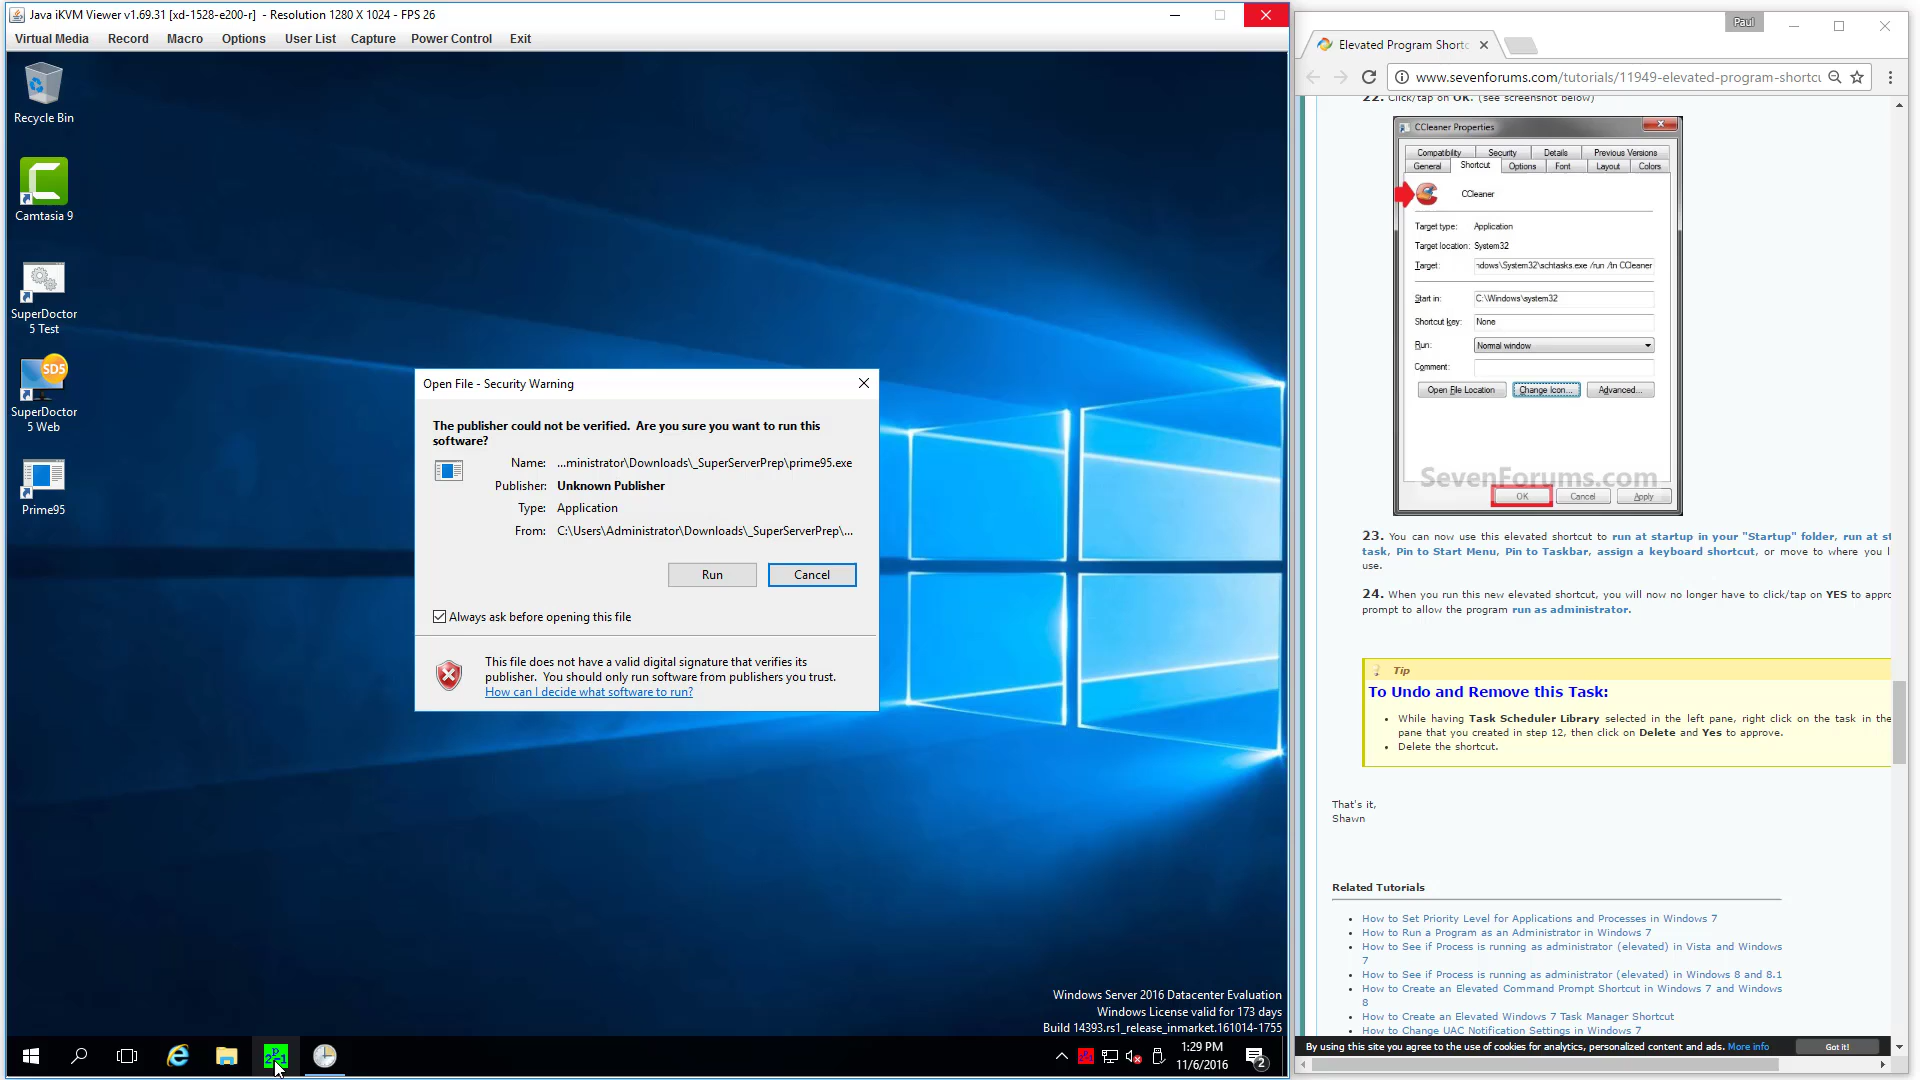 Java iKVM Viewer v1.69.31 [xd-1528-e200-r] - Resolution 1280 X 1024 - FPS 26
Virtual Media Record Macro Options User List Capture Power Control Exit
Recycle Bin
Camtasia 9
SuperDoctor
5 Test
SD5
SuperDoctor
5 Web
Prime95
Open File - Security Warning
The publisher could not be verified. Are you sure you want to run this
software?
Name: ...ministrator\Downloads\_SuperServerPrep\prime95.exe
Publisher: Unknown Publisher
Type: Application
From: C:\Users\Administrator\Downloads\_SuperServerPrep\...
Run Cancel
Always ask before opening this file
This file does not have a valid digital signature that verifies its
publisher. You should only run software from publishers you trust.
How can I decide what software to run?
Windows Server 2016 Datacenter Evaluation
Windows License valid for 173 days
Build 14393.rs1_release_inmarket.161014-1755
1:29 PM
11/6/2016
2
Paul
Elevated Program Shortc
www.sevenforums.com/tutorials/11949-elevated-program-shortcu
22. Click/tap on OK. (see screenshot below)
CCleaner Properties
Compatibility Security Details Previous Versions
General Shortcut Options Font Layout Colors
CCleaner
Target type: Application
Target location: System32
Target: ndows\System32\schtasks.exe /run /tn CCleaner
Start in: C:\Windows\system32
Shortcut key: None
Run: Normal window
Comment:
Open File Location Change Icon... Advanced...
SevenForums.com
OK Cancel Apply
23. You can now use this elevated shortcut to run at startup in your "Startup" folder, run at st
task, Pin to Start Menu, Pin to Taskbar, assign a keyboard shortcut, or move to where you l
use.
24. When you run this new elevated shortcut, you will now no longer have to click/tap on YES to appro
prompt to allow the program run as administrator.
Tip
To Undo and Remove this Task:
While having Task Scheduler Library selected in the left pane, right click on the task in the
pane that you created in step 12, then click on Delete and Yes to approve.
Delete the shortcut.
That's it,
Shawn
Related Tutorials
How to Set Priority Level for Applications and Processes in Windows 7
How to Run a Program as an Administrator in Windows 7
How to See if Process is running as administrator (elevated) in Vista and Windows
7
How to See if Process is running as administrator (elevated) in Windows 8 and 8.1
How to Create an Elevated Command Prompt Shortcut in Windows 7 and Windows
8
How to Create an Elevated Windows 7 Task Manager Shortcut
How to Change UAC Notification Settings in Windows 7
By using this site you agree to the use of cookies for analytics, personalized content and ads. More info Got it!